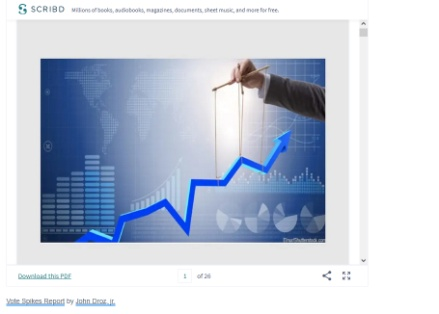 SCRIBD Millions of books, audiobooks, magazines, documents, sheet music, and more for free.
Download this PDF
1 of 26
Vote Spikes Report by John Droz, jr.